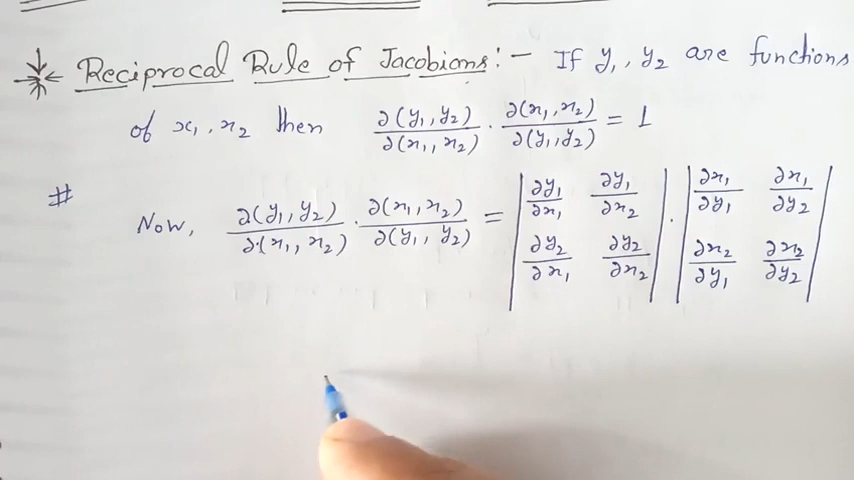 Reciprocal Rule of Jacobians:- If y₁, y₂ are functions
of x₁, x₂ then ∂(y₁, y₂)/∂(x₁, x₂) · ∂(x₁, x₂)/∂(y₁, y₂) = 1
# Now, ∂(y₁, y₂)/∂(x₁, x₂) · ∂(x₁, x₂)/∂(y₁, y₂) = | ∂y₁/∂x₁ ∂y₁/∂x₂ ; ∂y₂/∂x₁ ∂y₂/∂x₂ | · | ∂x₁/∂y₁ ∂x₁/∂y₂ ; ∂x₂/∂y₁ ∂x₂/∂y₂ |